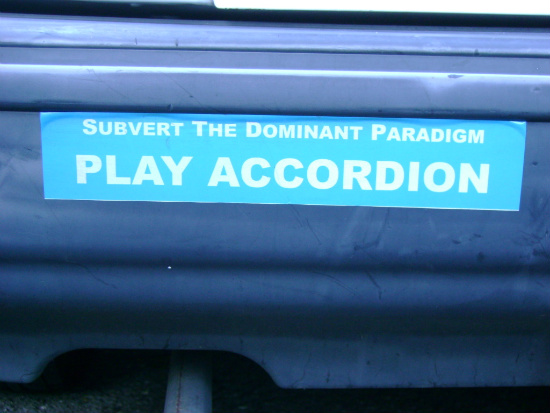 SUBVERT THE DOMINANT PARADIGM
PLAY ACCORDION